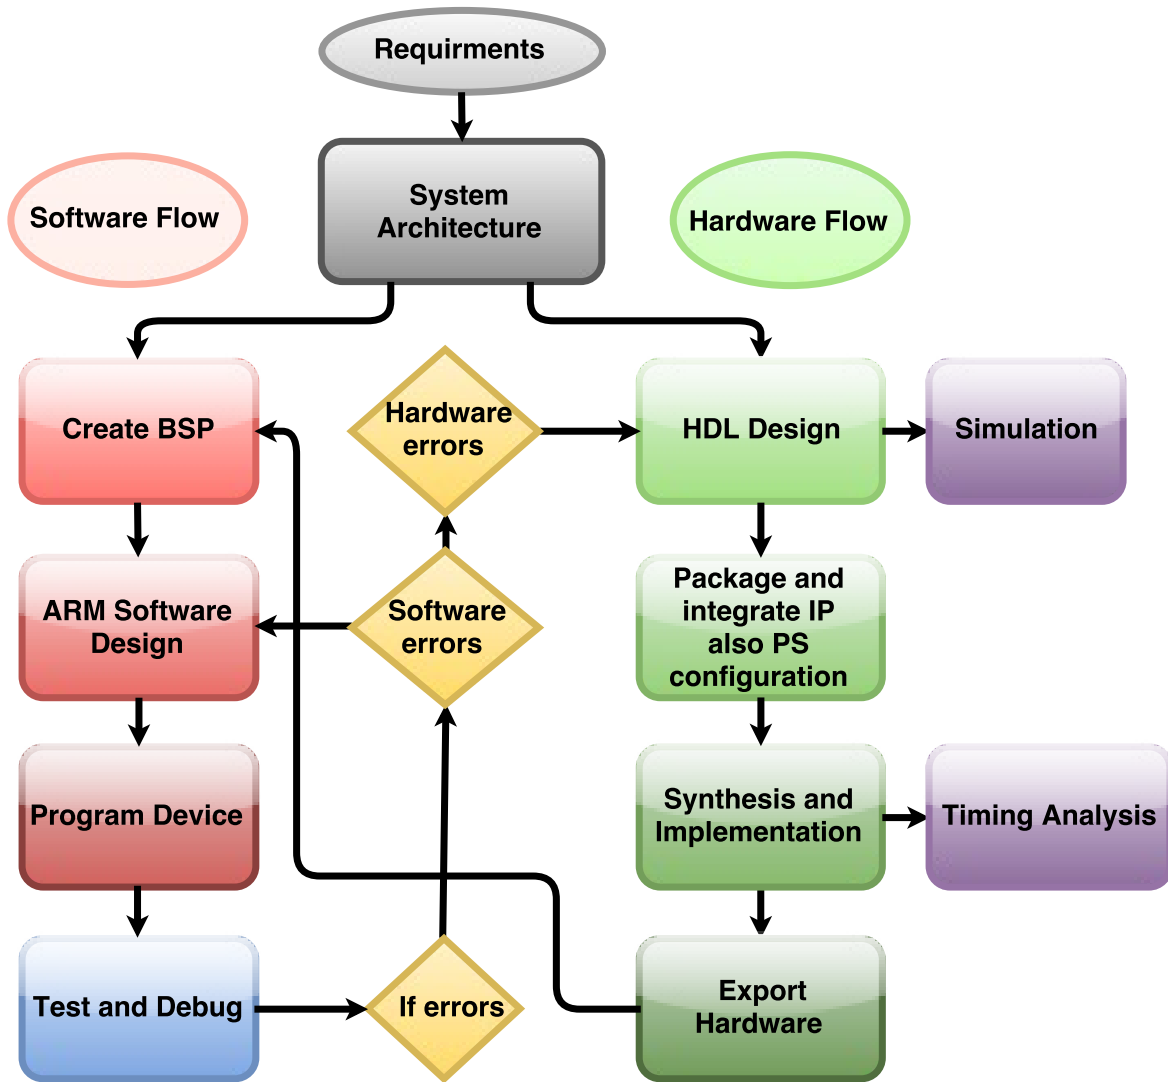 Requirments
System
Architecture
Software Flow
Hardware Flow
Create BSP
Hardware
errors
HDL Design
Simulation
ARM Software
Design
Software
errors
Package and
integrate IP
also PS
configuration
Program Device
Synthesis and
Implementation
Timing Analysis
Test and Debug
If errors
Export
Hardware